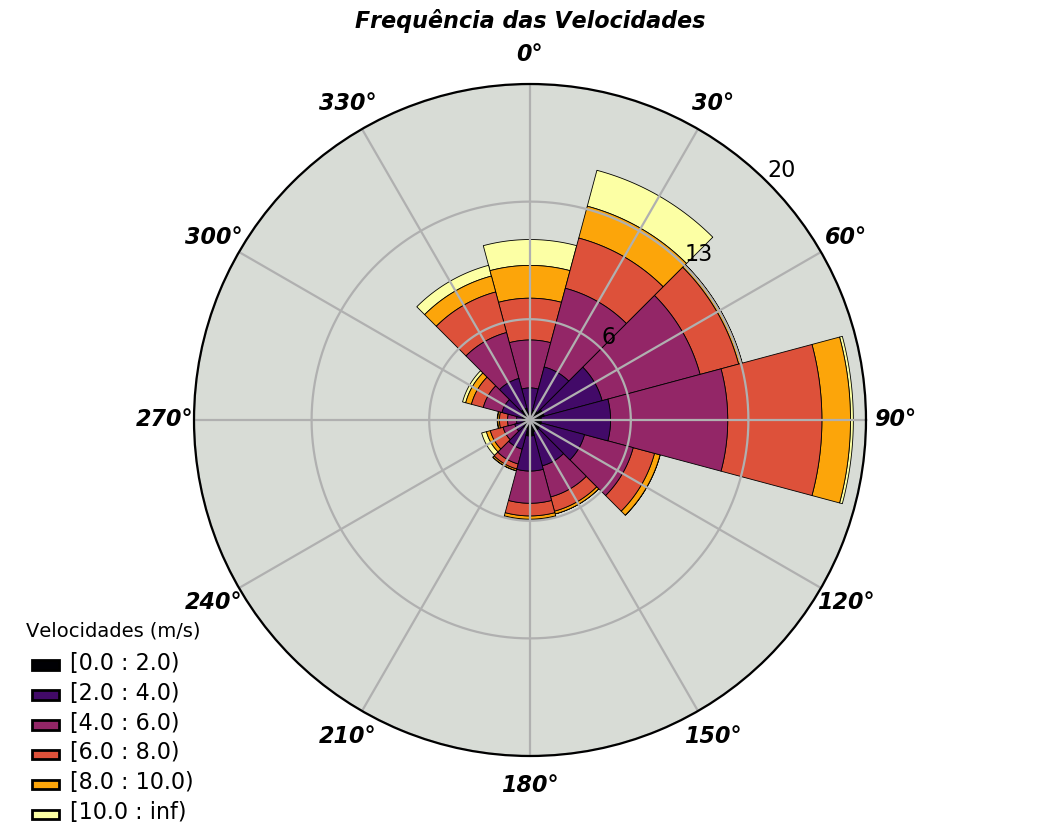 Frequência das Velocidades
0°
330°
30°
20
300°
60°
13
6
270°
90°
240°
120°
210°
150°
180°
Velocidades (m/s)
[0.0 : 2.0)
[2.0 : 4.0)
[4.0 : 6.0)
[6.0 : 8.0)
[8.0 : 10.0)
[10.0 : inf)